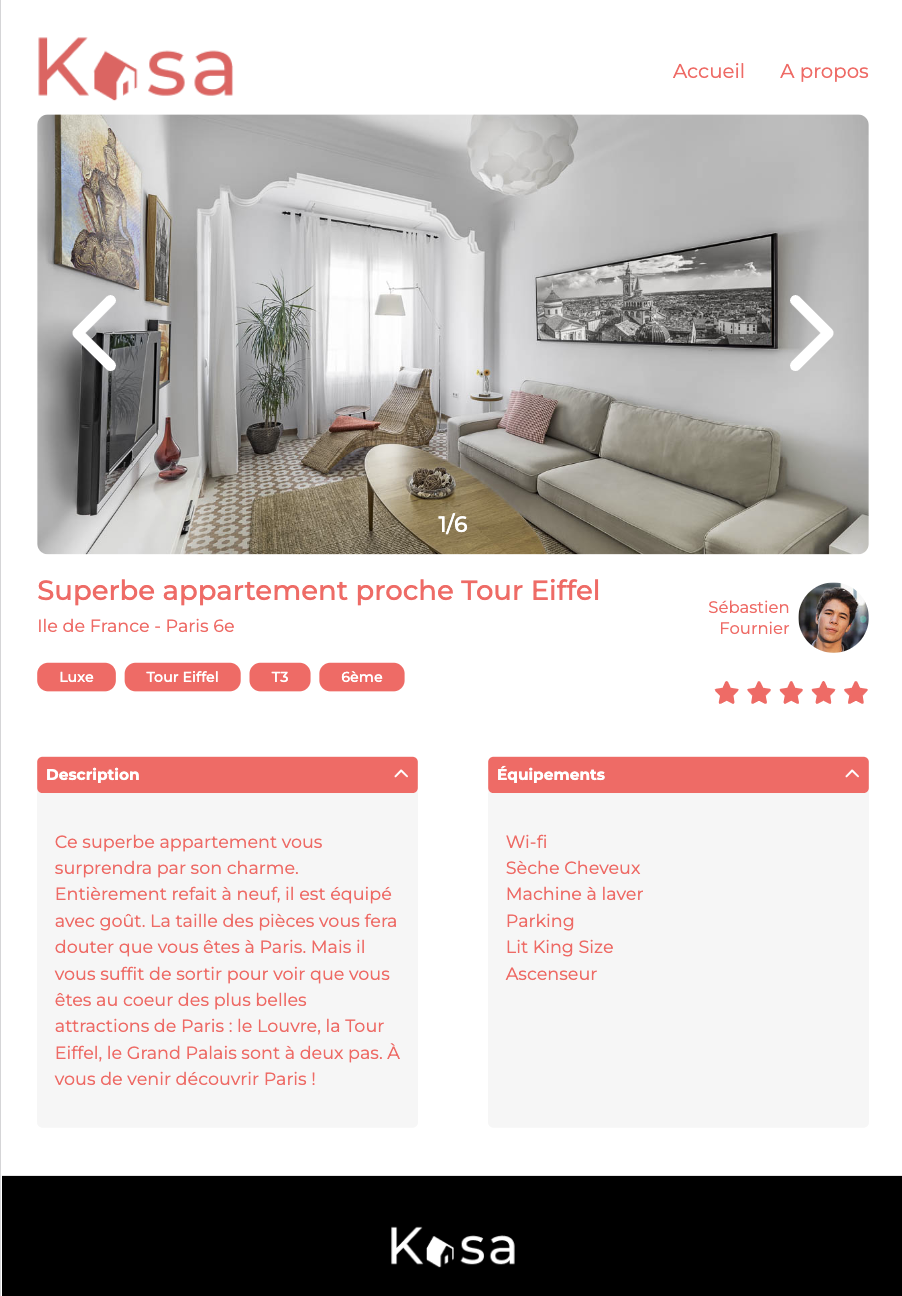 Kasa
Accueil A propos
1/6
Superbe appartement proche Tour Eiffel
Ile de France - Paris 6e
Sébastien
Fournier
Luxe Tour Eiffel T3 6ème
Description
Ce superbe appartement vous
surprendra par son charme.
Entièrement refait à neuf, il est équipé
avec goût. La taille des pièces vous fera
douter que vous êtes à Paris. Mais il
vous suffit de sortir pour voir que vous
êtes au coeur des plus belles
attractions de Paris : le Louvre, la Tour
Eiffel, le Grand Palais sont à deux pas. À
vous de venir découvrir Paris !
Équipements
Wi-fi
Sèche Cheveux
Machine à laver
Parking
Lit King Size
Ascenseur
Kasa